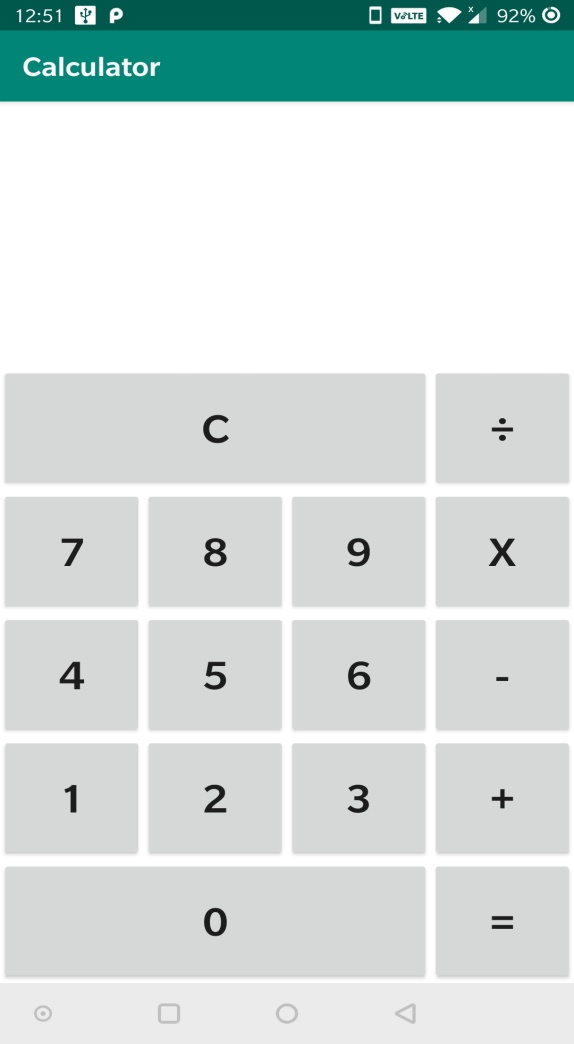 12:51 VoLTE x 92%
Calculator
C ÷
7 8 9 X
4 5 6 -
1 2 3 +
0 =